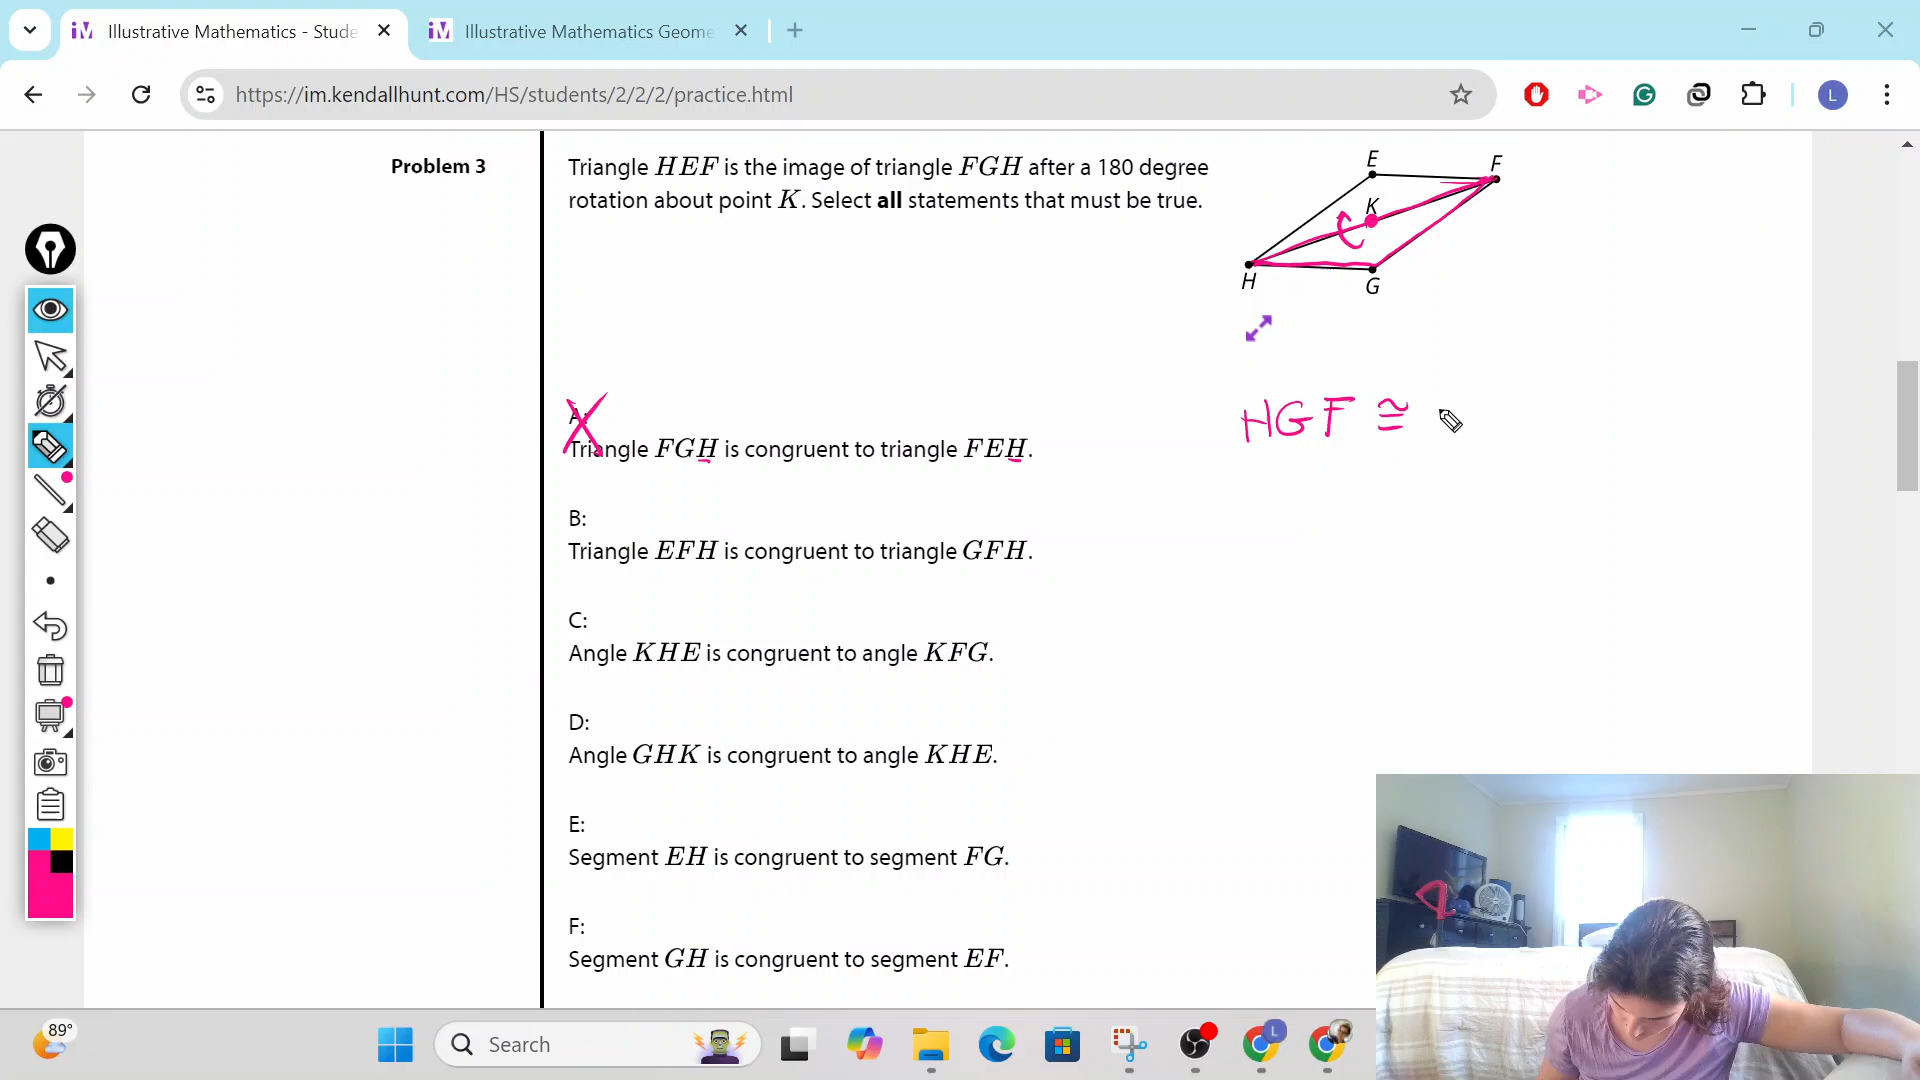 Illustrative Mathematics - Stude
Illustrative Mathematics Geome
https://im.kendallhunt.com/HS/students/2/2/2/practice.html
L
Problem 3
Triangle HEF is the image of triangle FGH after a 180 degree
rotation about point K. Select all statements that must be true.
E
F
K
H
G
HGF ≅
A:
Triangle FGH is congruent to triangle FEH.
B:
Triangle EFH is congruent to triangle GFH.
C:
Angle KHE is congruent to angle KFG.
D:
Angle GHK is congruent to angle KHE.
E:
Segment EH is congruent to segment FG.
F:
Segment GH is congruent to segment EF.
89°
Search
L